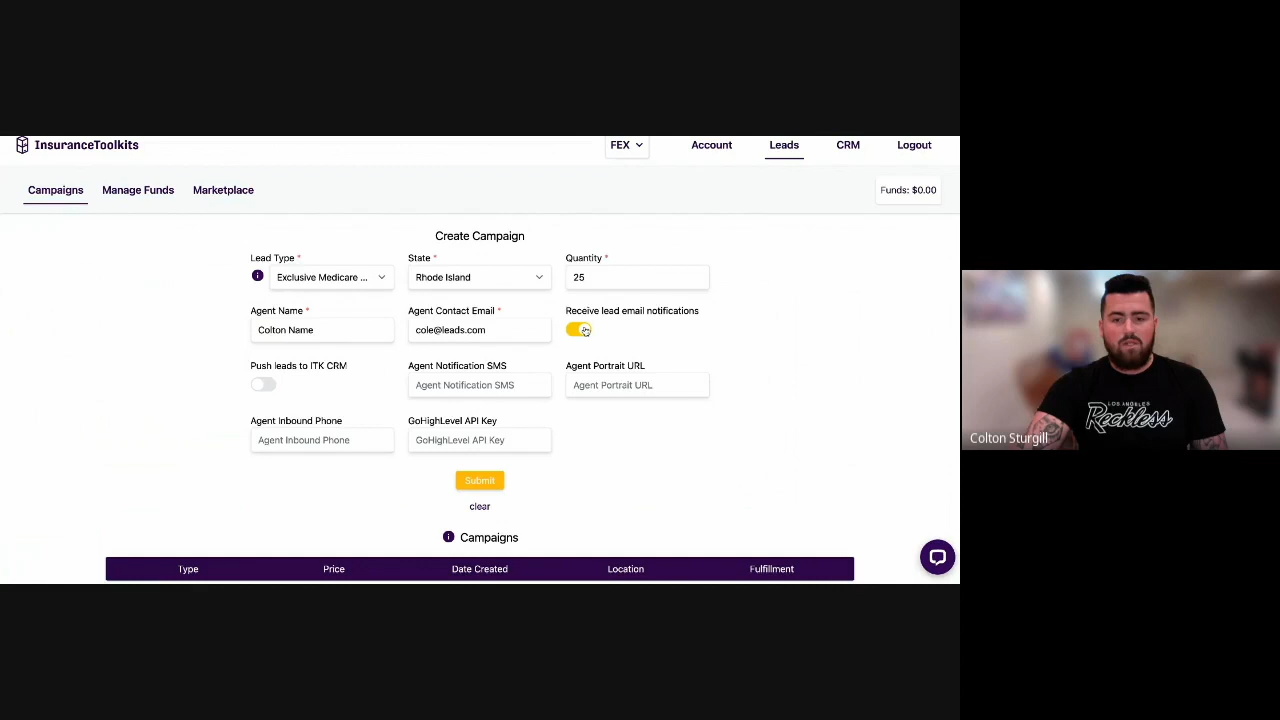 InsuranceToolkits
FEX
Account
Leads
CRM
Logout
Campaigns
Manage Funds
Marketplace
Funds: $0.00
Create Campaign
Lead Type *
State *
Quantity *
Exclusive Medicare ...
Rhode Island
25
Agent Name *
Agent Contact Email *
Receive lead email notifications
Colton Name
cole@leads.com
Push leads to ITK CRM
Agent Notification SMS
Agent Portrait URL
Agent Notification SMS
Agent Portrait URL
Agent Inbound Phone
GoHighLevel API Key
Agent Inbound Phone
GoHighLevel API Key
Submit
clear
Campaigns
Type
Price
Date Created
Location
Fulfillment
LOS ANGELES
Reckless
Colton Sturgill